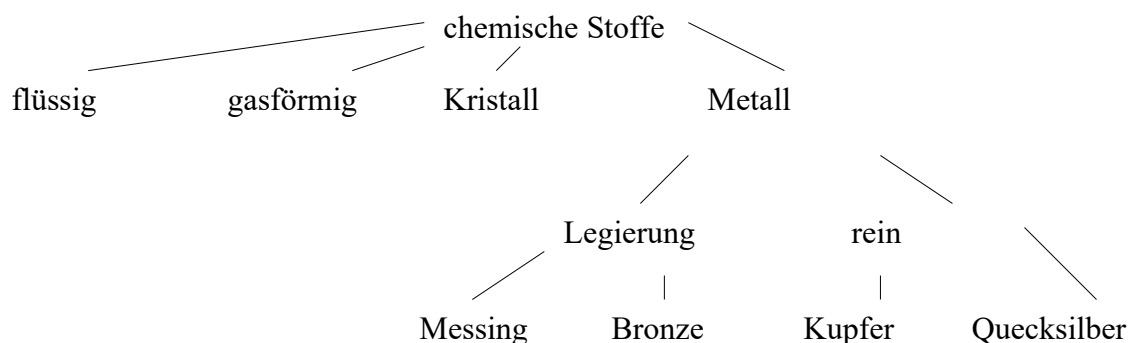 chemische Stoffe
flüssig gasförmig Kristall Metall
Legierung rein
Messing Bronze Kupfer Quecksilber